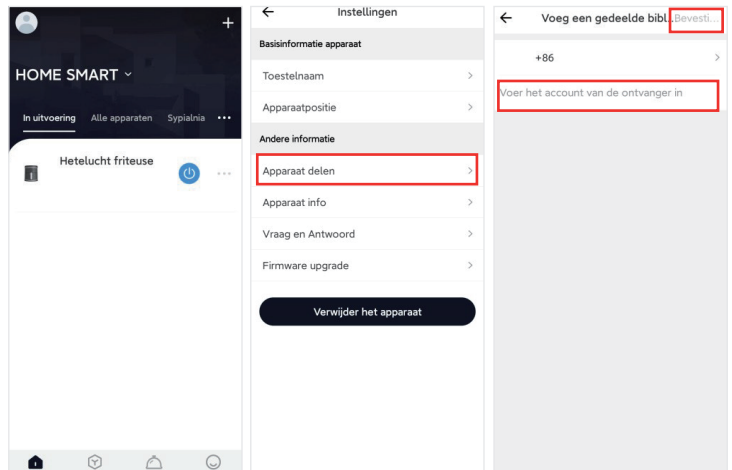 HOME SMART
In uitvoering Alle apparaten Sypialnia
Hetelucht friteuse
Instellingen
Basisinformatie apparaat
Toestelnaam
Apparaatpositie
Andere informatie
Apparaat delen
Apparaat info
Vraag en Antwoord
Firmware upgrade
Verwijder het apparaat
Voeg een gedeelde bibl...Bevesti...
+86
Voer het account van de ontvanger in